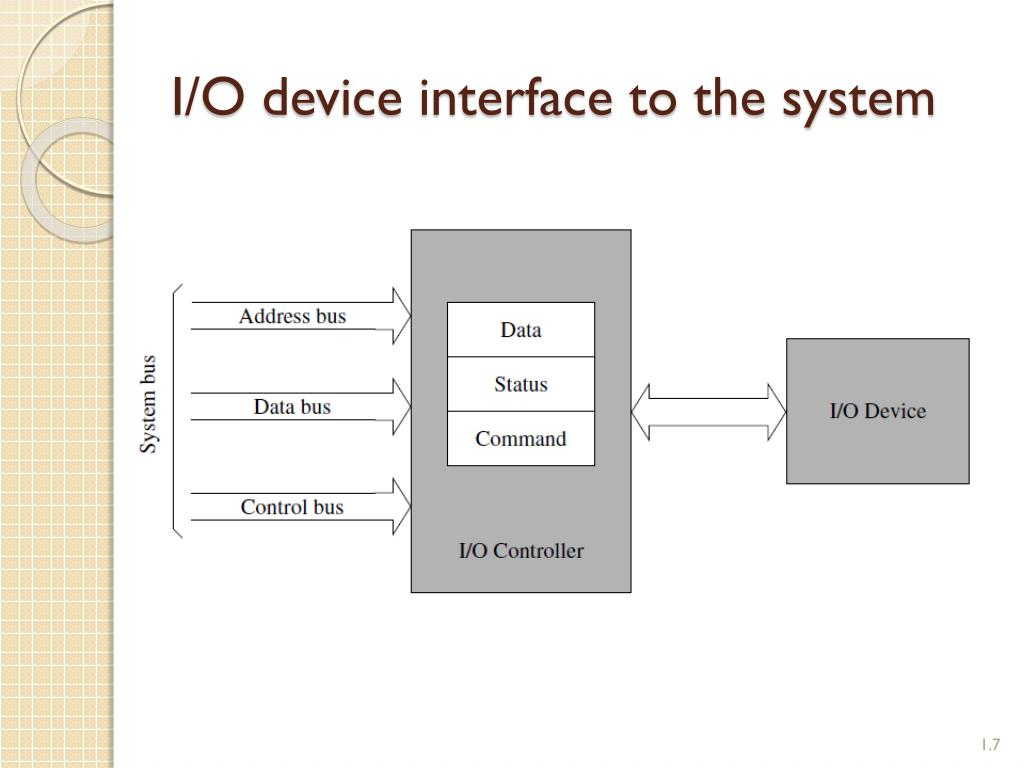 I/O device interface to the system
System bus
Address bus
Data bus
Control bus
Data
Status
Command
I/O Controller
I/O Device
1.7